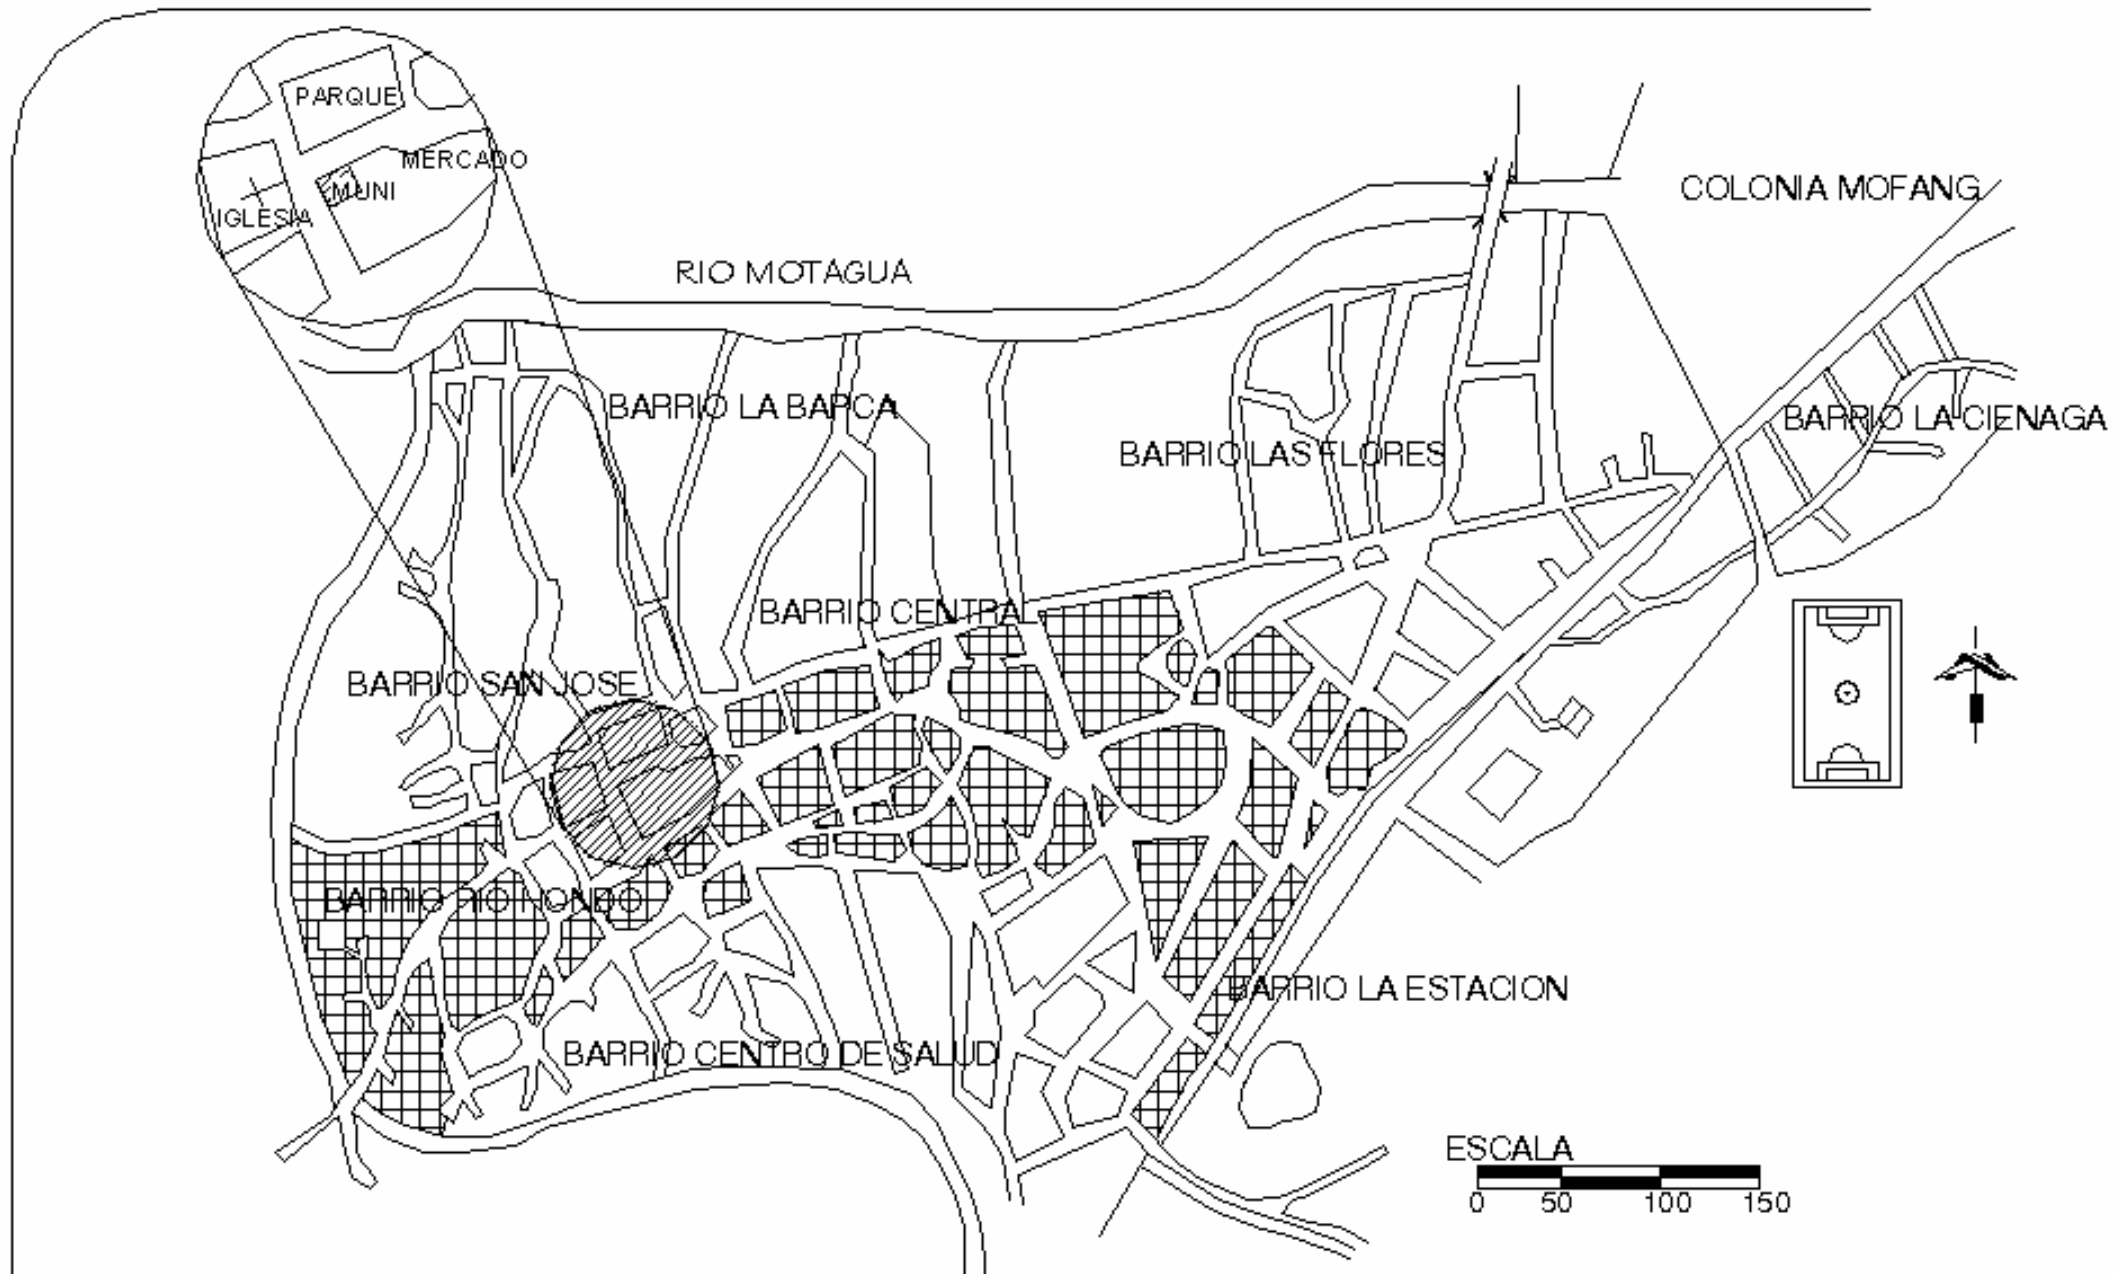 PARQUE
MERCADO
MUNI
IGLESIA
COLONIA MOFANG
RIO MOTAGUA
BARRIO LA BARCA
BARRIO LA CIENAGA
BARRIO LAS FLORES
BARRIO CENTRAL
BARRIO SAN JOSE
BARRIO RIO HONDO
BARRIO LA ESTACION
BARRIO CENTRO DE SALUD
ESCALA
0 50 100 150